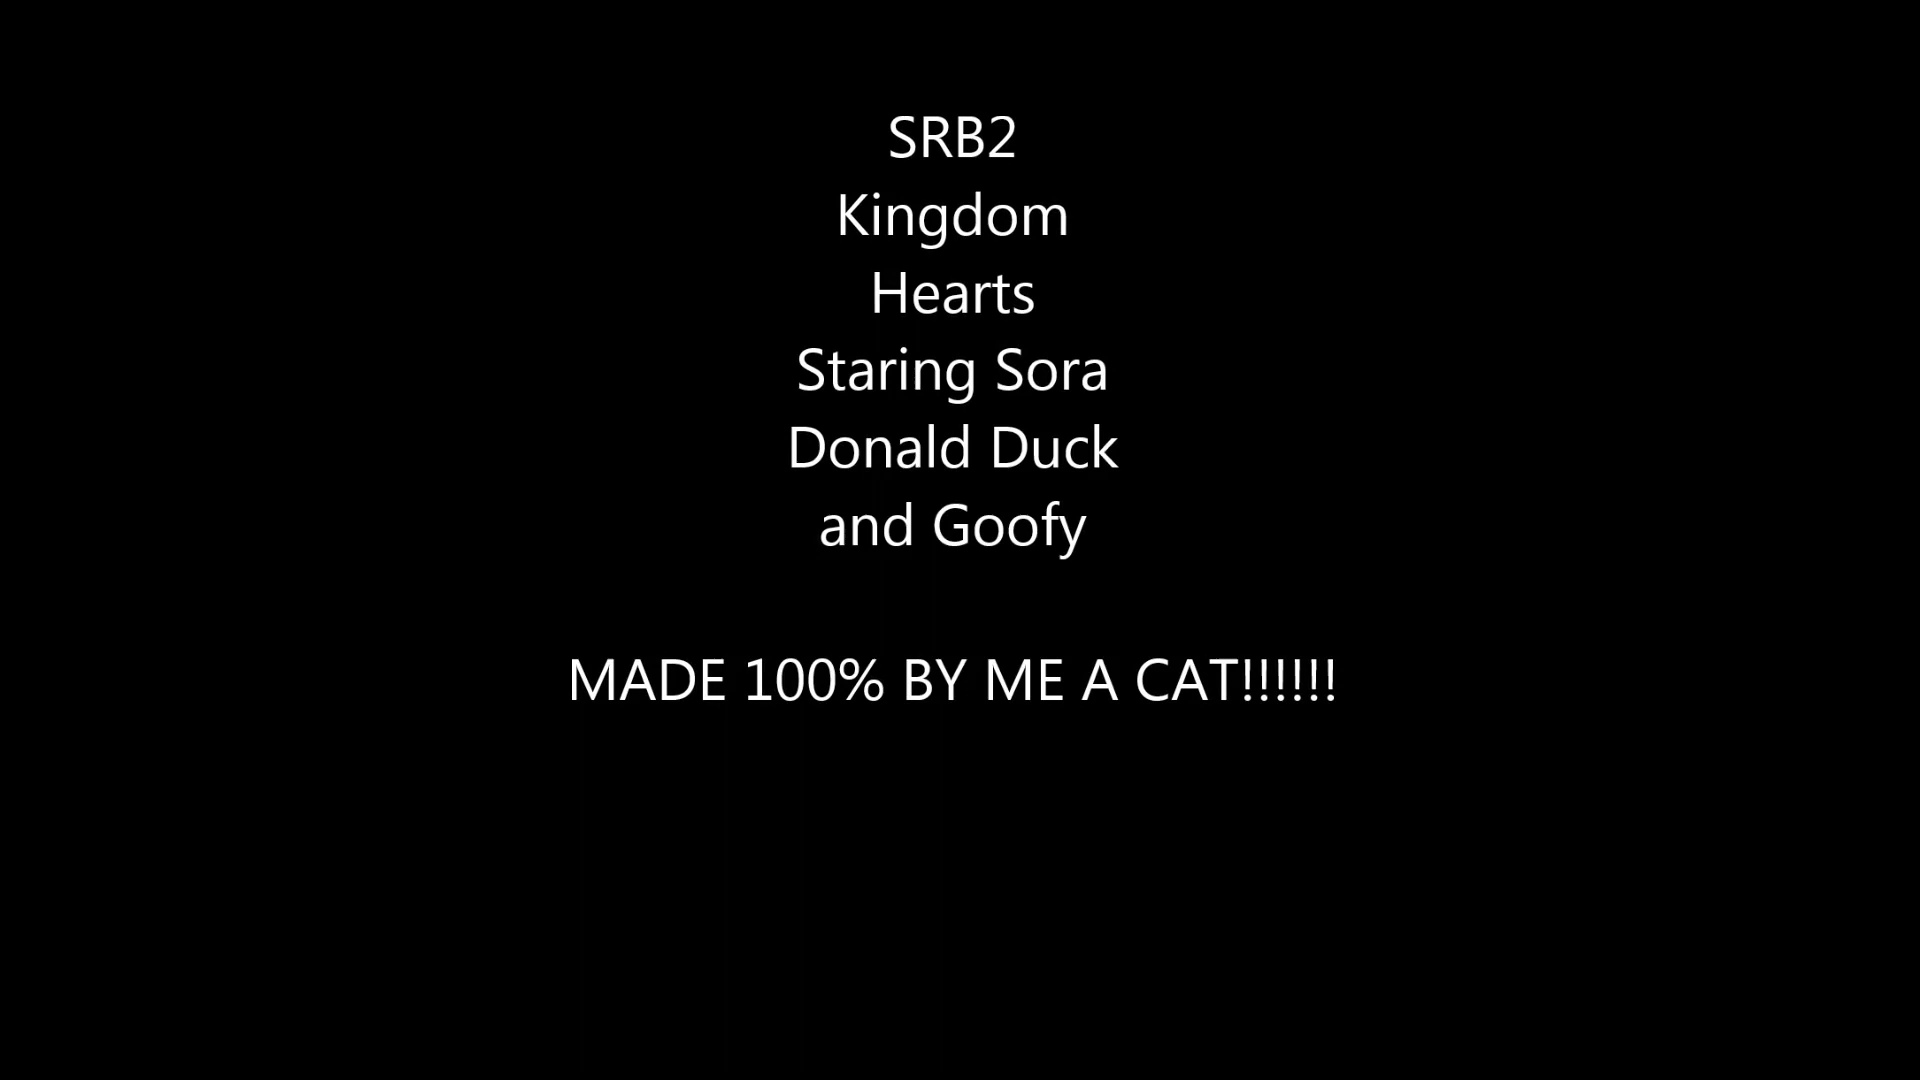 SRB2
Kingdom
Hearts
Staring Sora
Donald Duck
and Goofy
MADE 100% BY ME A CAT!!!!!!